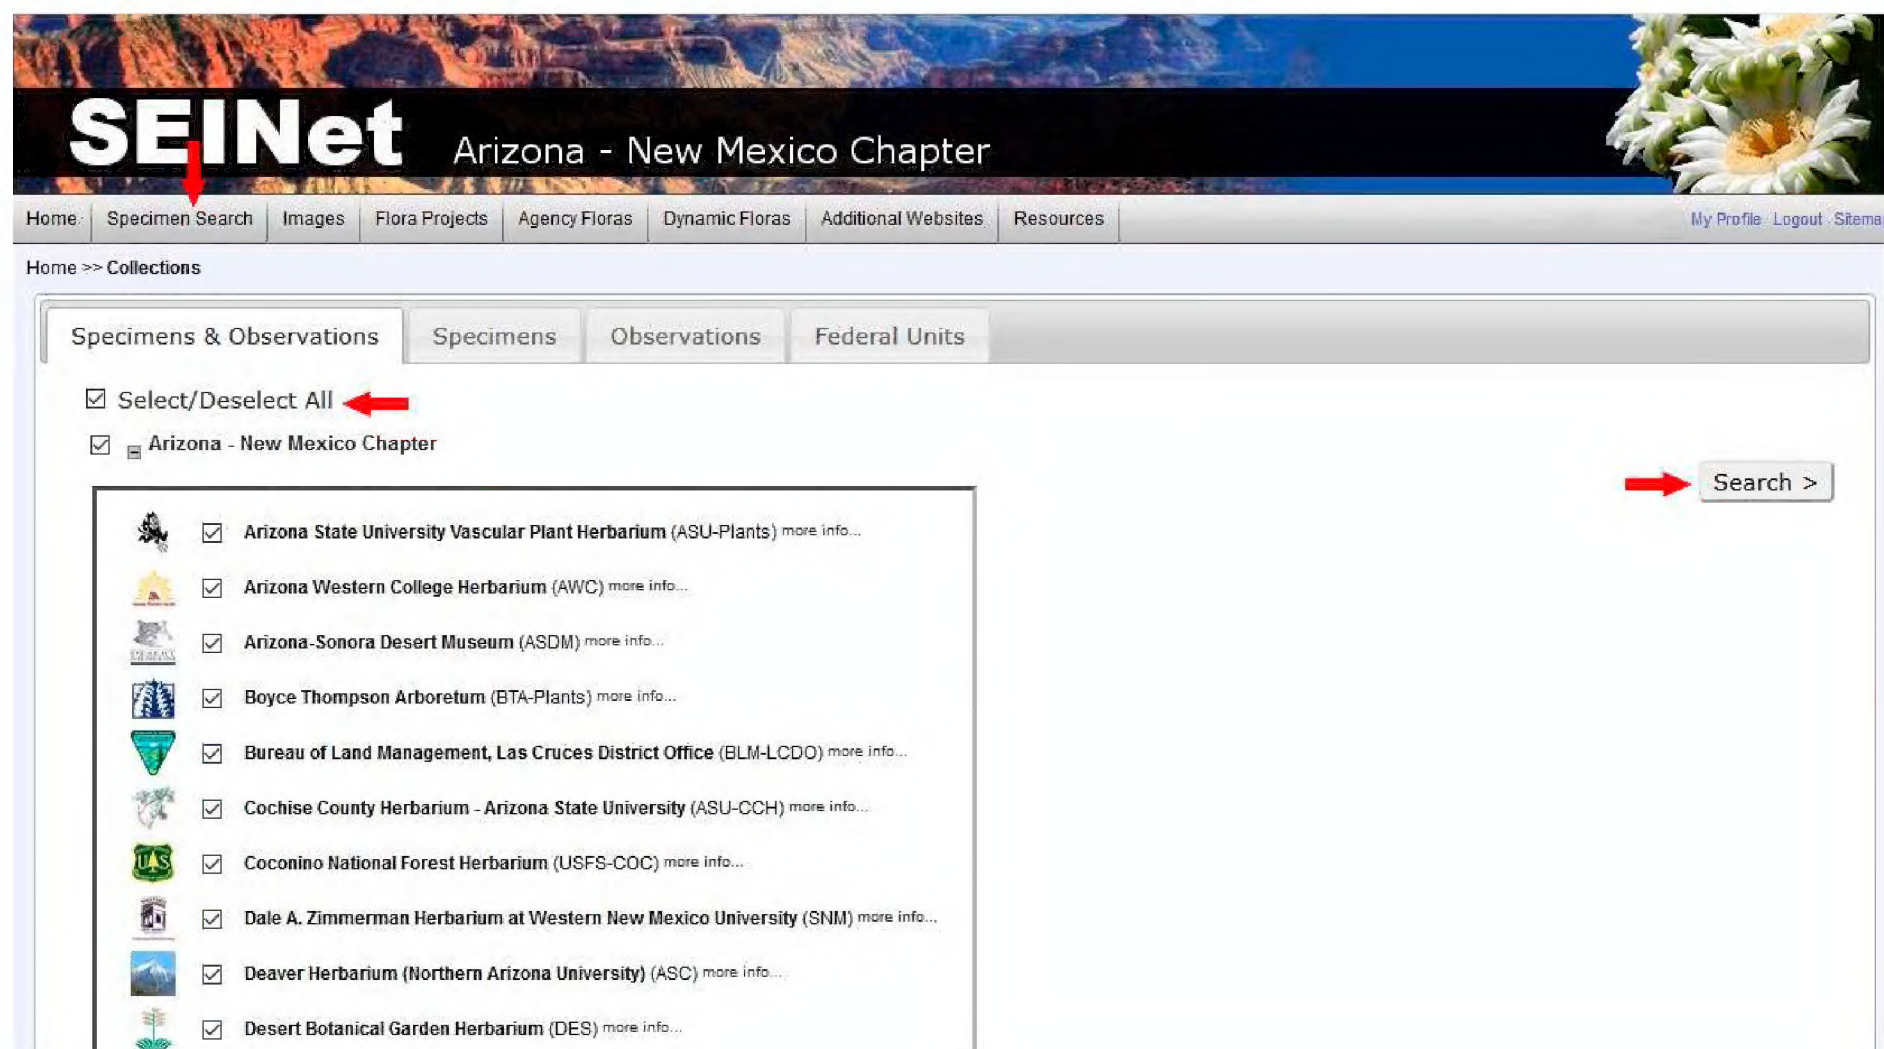 SEINet Arizona - New Mexico Chapter
Home Specimen Search Images Flora Projects Agency Floras Dynamic Floras Additional Websites Resources My Profile Logout Sitema
Home >> Collections
Specimens & Observations Specimens Observations Federal Units
Select/Deselect All
Arizona - New Mexico Chapter
Search >
Arizona State University Vascular Plant Herbarium (ASU-Plants) more info...
Arizona Western College Herbarium (AWC) more info...
Arizona-Sonora Desert Museum (ASDM) more info...
Boyce Thompson Arboretum (BTA-Plants) more info...
Bureau of Land Management, Las Cruces District Office (BLM-LCDO) more info...
Cochise County Herbarium - Arizona State University (ASU-CCH) more info...
UAS
Coconino National Forest Herbarium (USFS-COC) more info...
Dale A. Zimmerman Herbarium at Western New Mexico University (SNM) more info...
Deaver Herbarium (Northern Arizona University) (ASC) more info...
Desert Botanical Garden Herbarium (DES) more info...